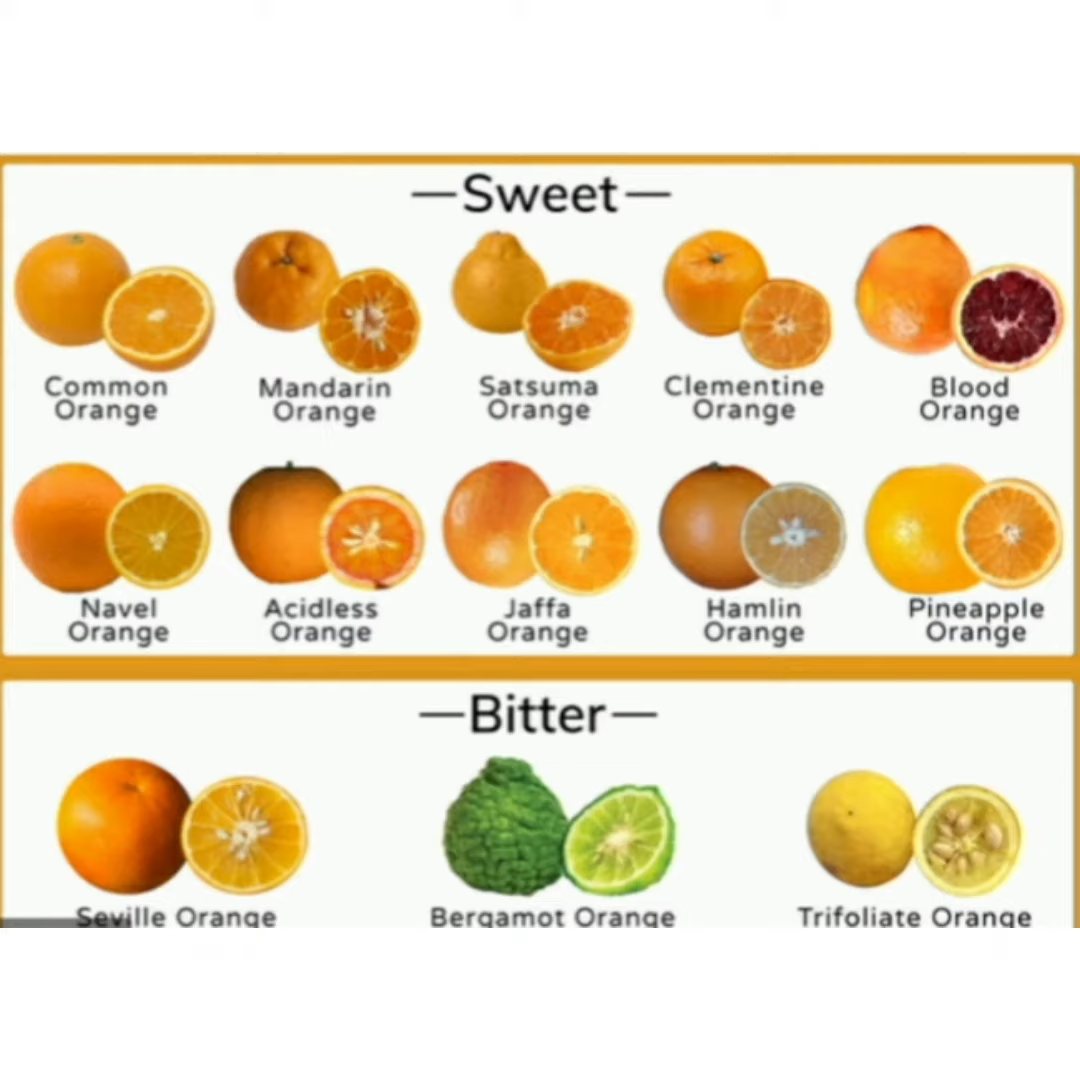 Sweet
Common Mandarin Satsuma Clementine Blood
Orange Orange Orange Orange Orange
Navel Acidless Jaffa Hamlin Pineapple
Orange Orange Orange Orange Orange
Bitter
Seville Orange Bergamot Orange Trifoliate Orange